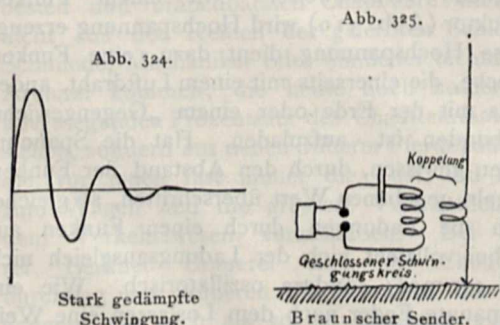 Abb. 324.
Abb. 325.
Koppelung
Geschlossener Schwin-
gungskreis.
Stark gedämpfte
Schwingung.
Braunscher Sender.